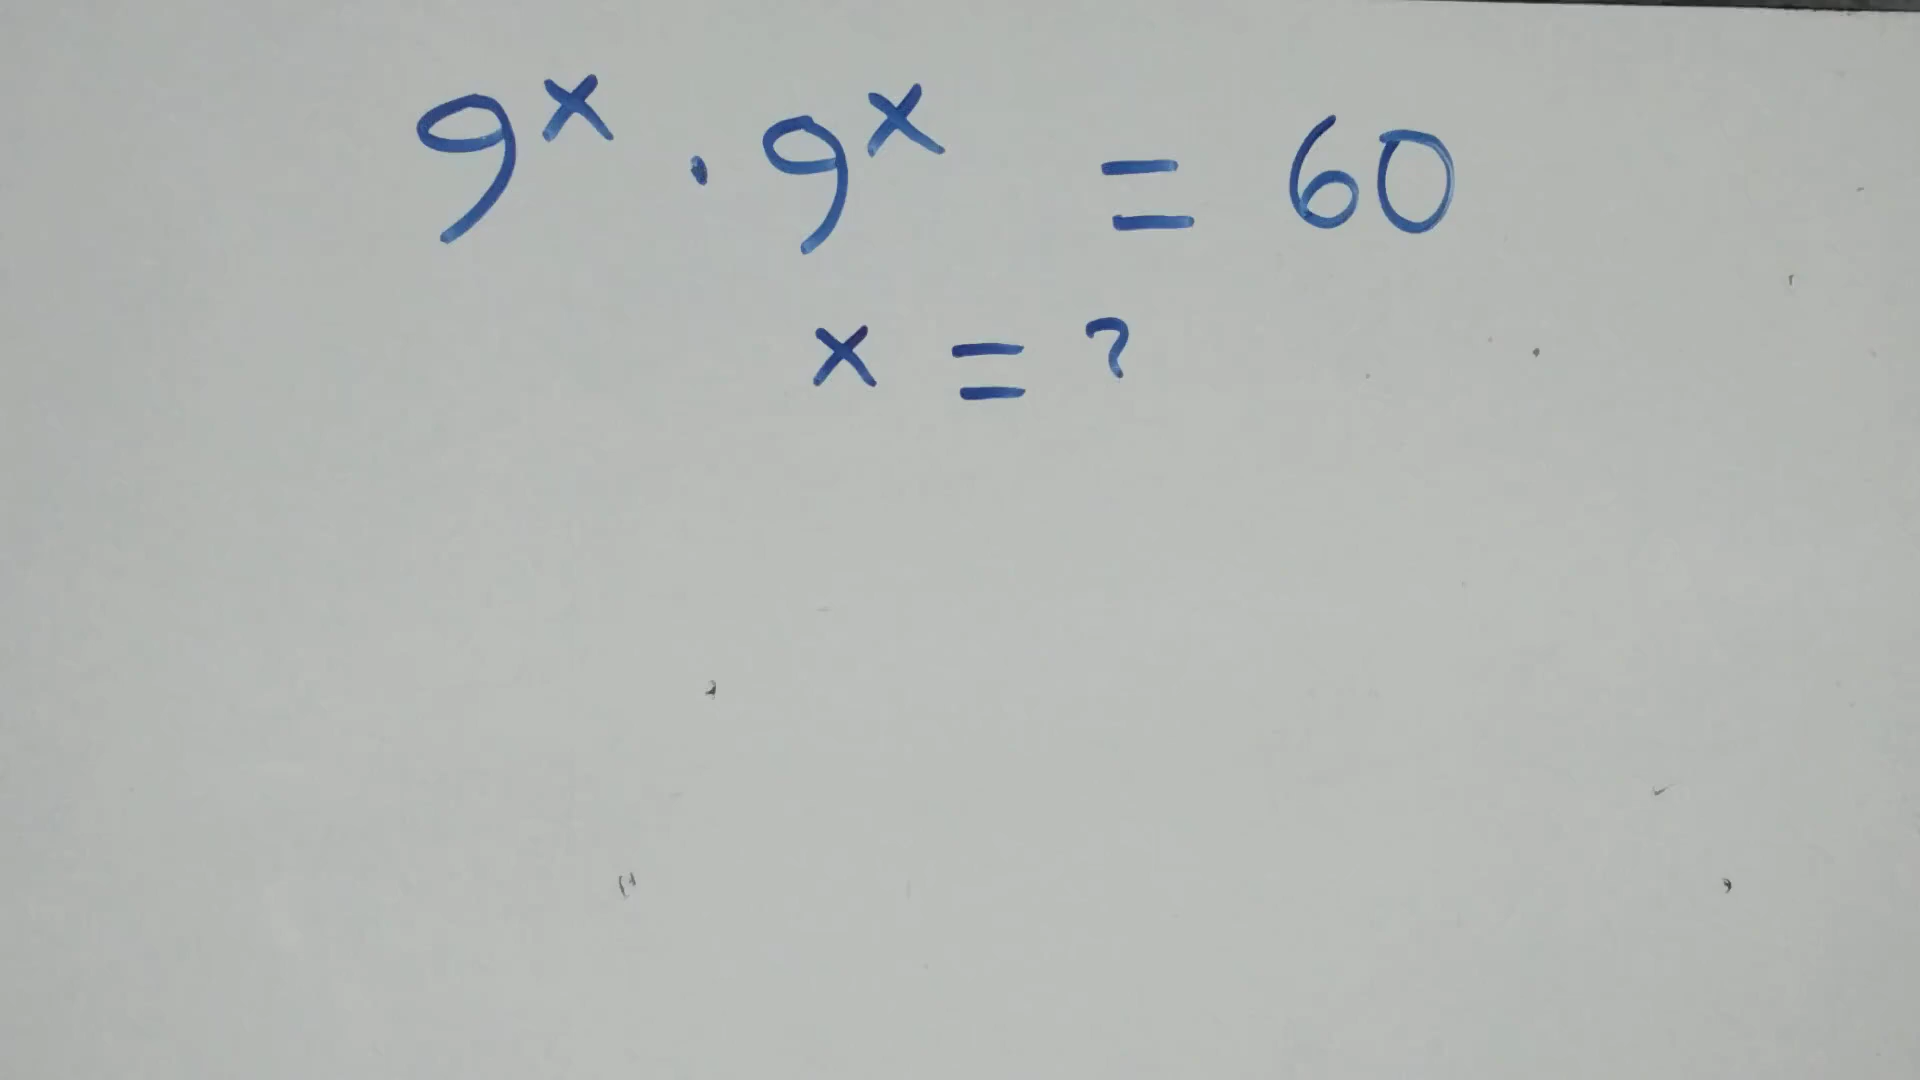 9^x · 9^x = 60
x = ?